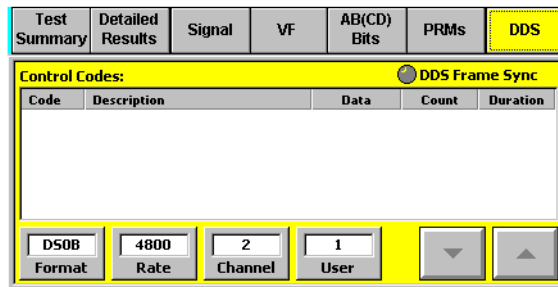 Test Summary Detailed Results Signal VF AB(CD) Bits PRMs DDS
Control Codes: DDS Frame Sync
Code Description Data Count Duration
DS0B 4800 2 1
Format Rate Channel User